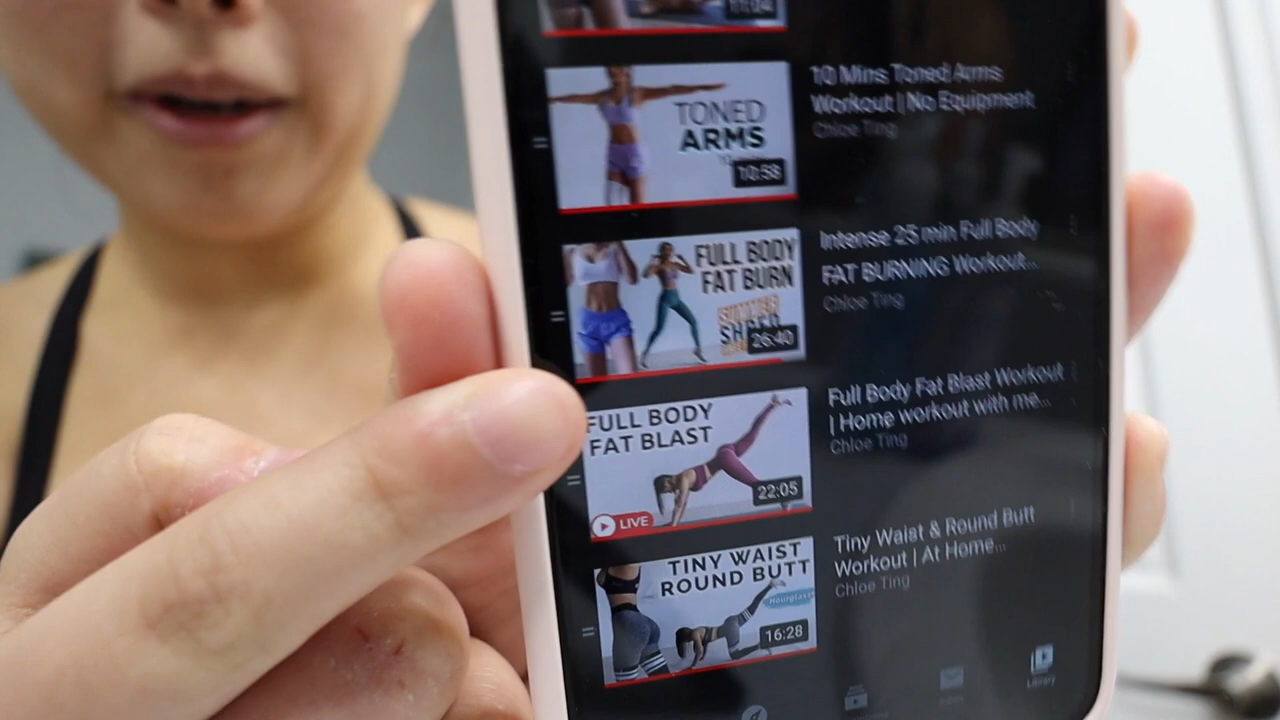 11:04
TONED
ARMS
10:58
10 Mins Toned Arms
Workout | No Equipment
Chloe Ting
FULL BODY
FAT BURN
26:40
Intense 25 min Full Body
FAT BURNING Workout...
Chloe Ting
FULL BODY
FAT BLAST
22:05
LIVE
Full Body Fat Blast Workout
| Home workout with me...
Chloe Ting
TINY WAIST
ROUND BUTT
Hourglass
16:28
Tiny Waist & Round Butt
Workout | At Home...
Chloe Ting
Library